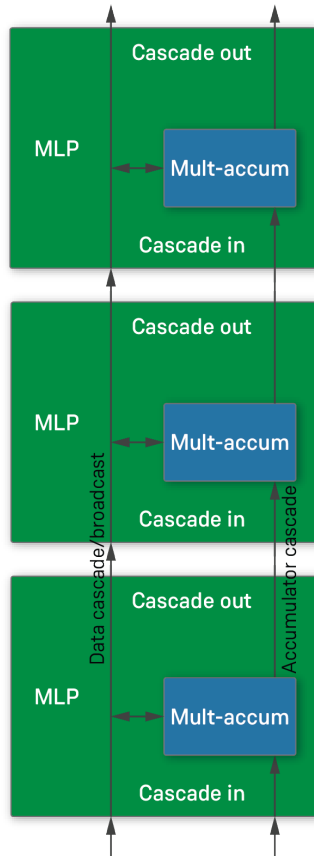 Cascade out
MLP
Mult-accum
Cascade in
Cascade out
MLP
Mult-accum
Cascade in
Data cascade/broadcast
Accumulator cascade
Cascade out
MLP
Mult-accum
Cascade in